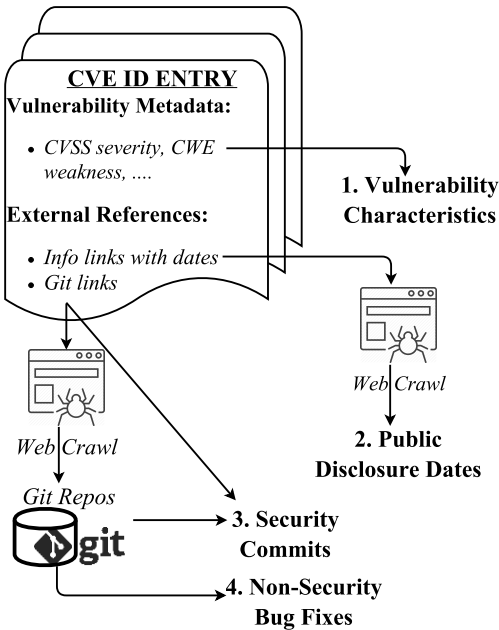 CVE ID ENTRY
Vulnerability Metadata:
• CVSS severity, CWE
weakness, ....
1. Vulnerability
Characteristics
External References:
• Info links with dates
• Git links
Web Crawl
2. Public
Disclosure Dates
Web Crawl
Git Repos
git
3. Security
Commits
4. Non-Security
Bug Fixes